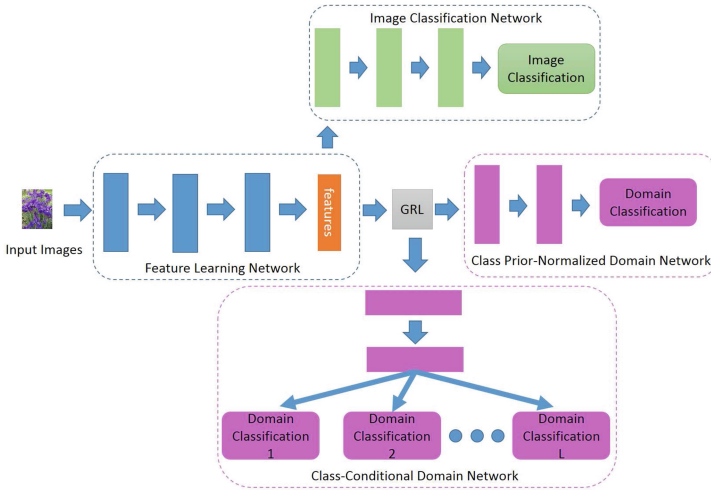 Image Classification Network
Image
Classification
features
GRL
Domain
Classification
Input Images
Feature Learning Network
Class Prior-Normalized Domain Network
Domain
Classification
1
Domain
Classification
2
Domain
Classification
L
Class-Conditional Domain Network